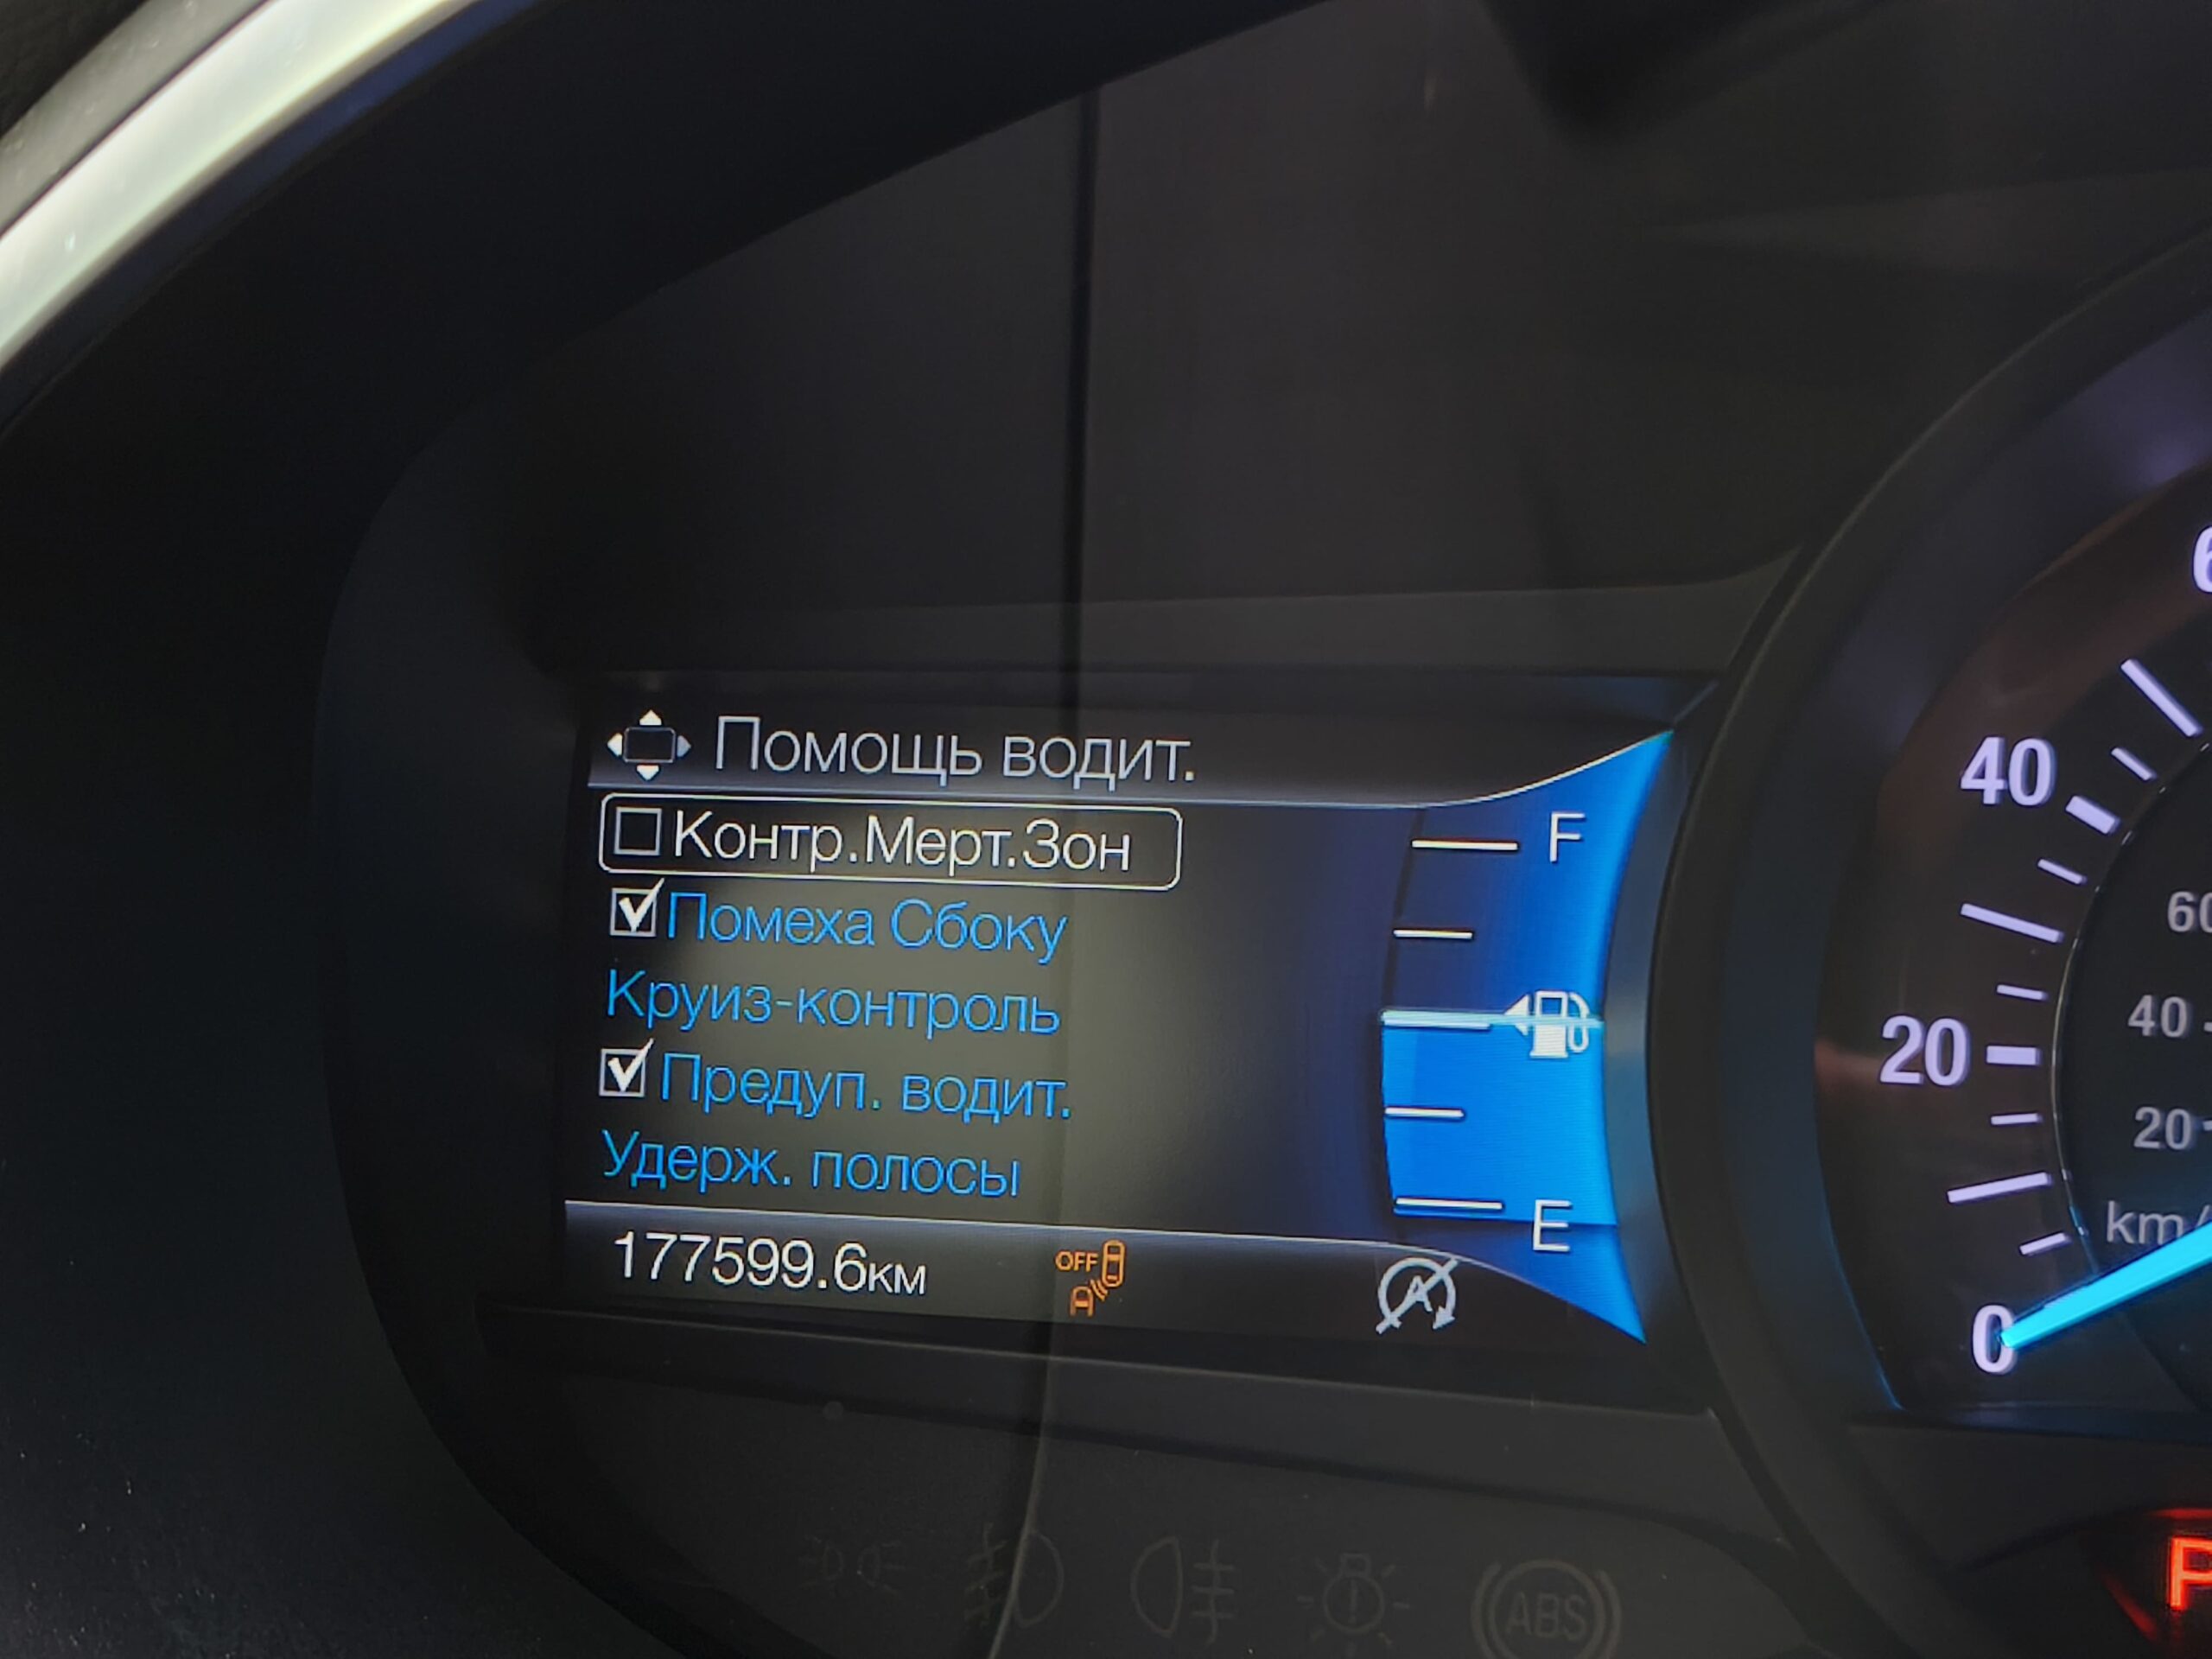 Помощь водит.
Контр.Мерт.Зон
Помеха Сбоку
Круиз-контроль
Предуп. водит.
Удерж. полосы
177599.6км
OFF
A
A
F
E
40
20
0
60
40
20
km/
ABS
P